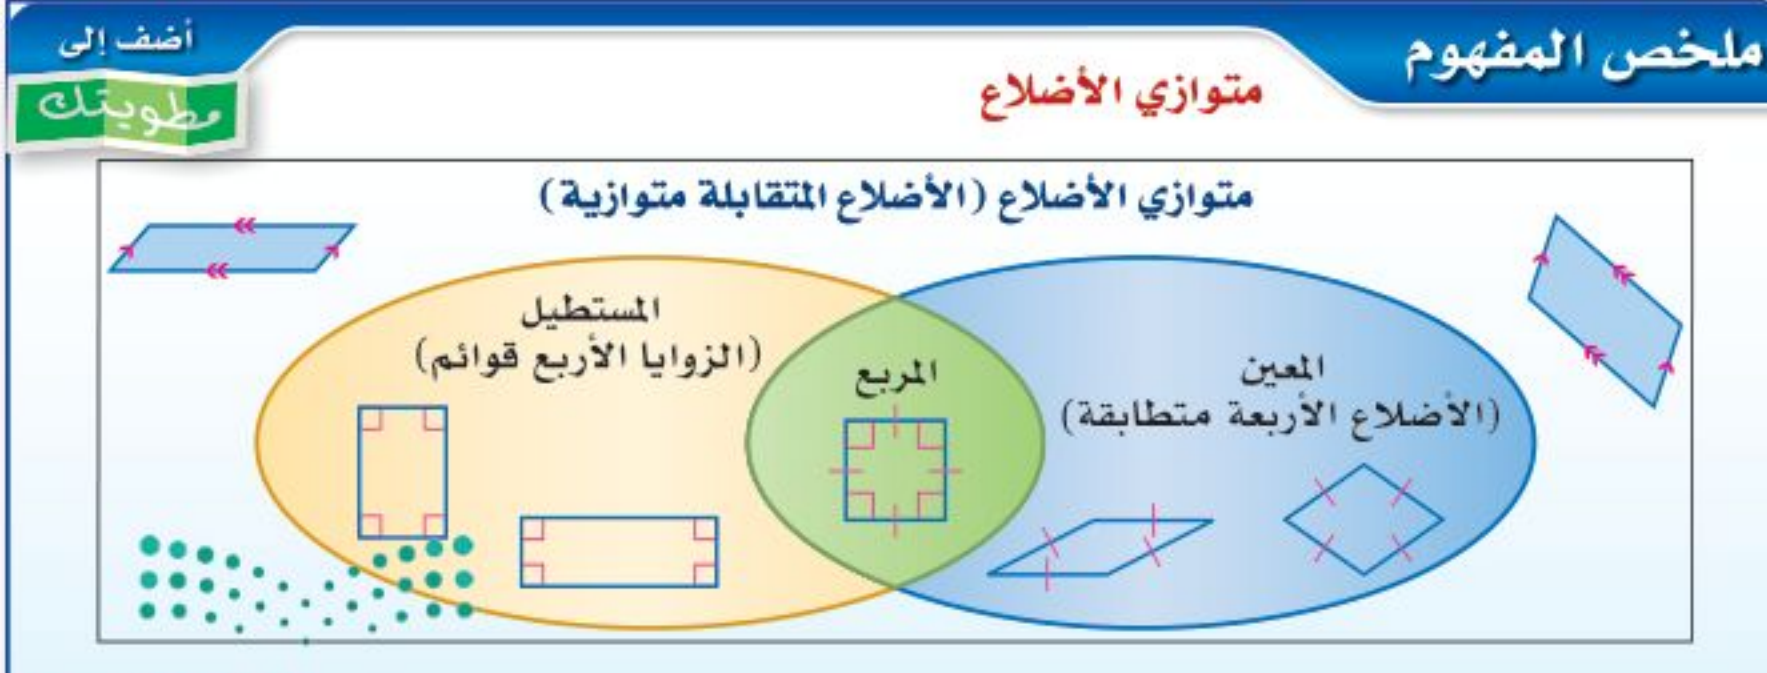 ملخص المفهوم
أضف إلى
مطويتك
متوازي الأضلاع
متوازي الأضلاع (الأضلاع المتقابلة متوازية)
المستطيل
(الزوايا الأربع قوائم)
المربع
المعين
(الأضلاع الأربعة متطابقة)